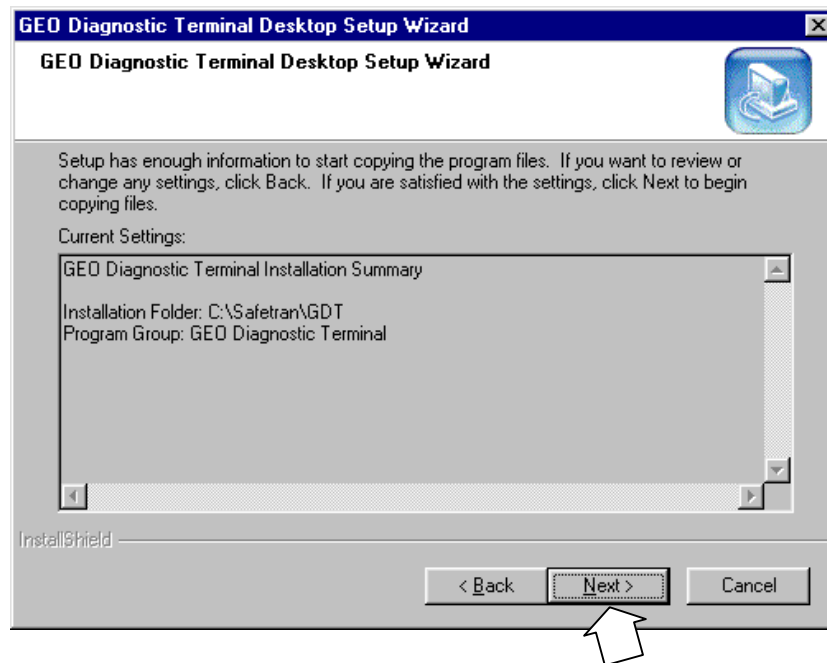 GEO Diagnostic Terminal Desktop Setup Wizard
GEO Diagnostic Terminal Desktop Setup Wizard
Setup has enough information to start copying the program files. If you want to review or
change any settings, click Back. If you are satisfied with the settings, click Next to begin
copying files.
Current Settings:
GEO Diagnostic Terminal Installation Summary
Installation Folder: C:\Safetran\GDT
Program Group: GEO Diagnostic Terminal
InstallShield
< Back
Next >
Cancel